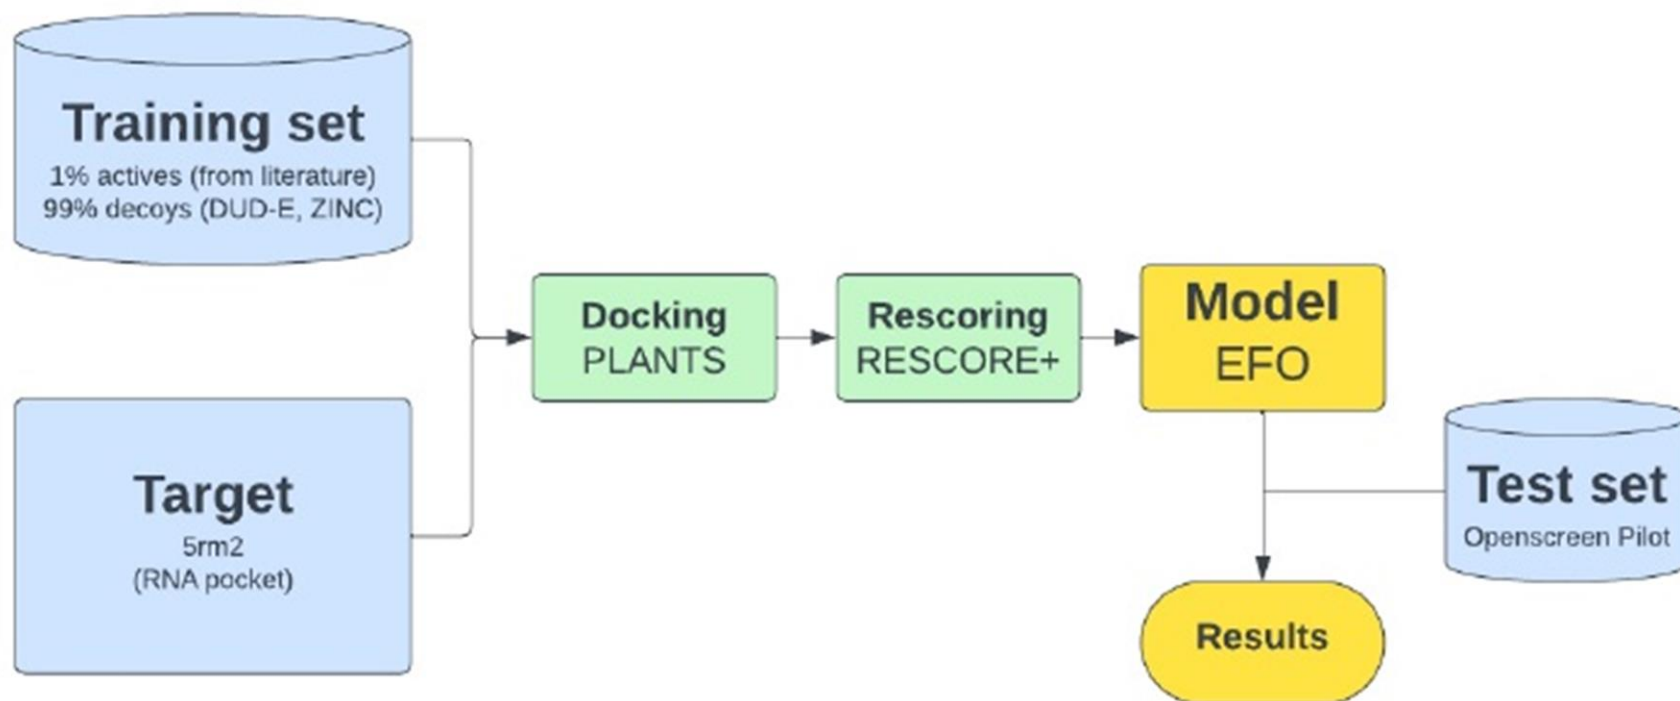 Training set
1% actives (from literature)
99% decoys (DUD-E, ZINC)
Target
5rm2
(RNA pocket)
Docking
PLANTS
Rescoring
RESCORE+
Model
EFO
Test set
Openscreen Pilot
Results